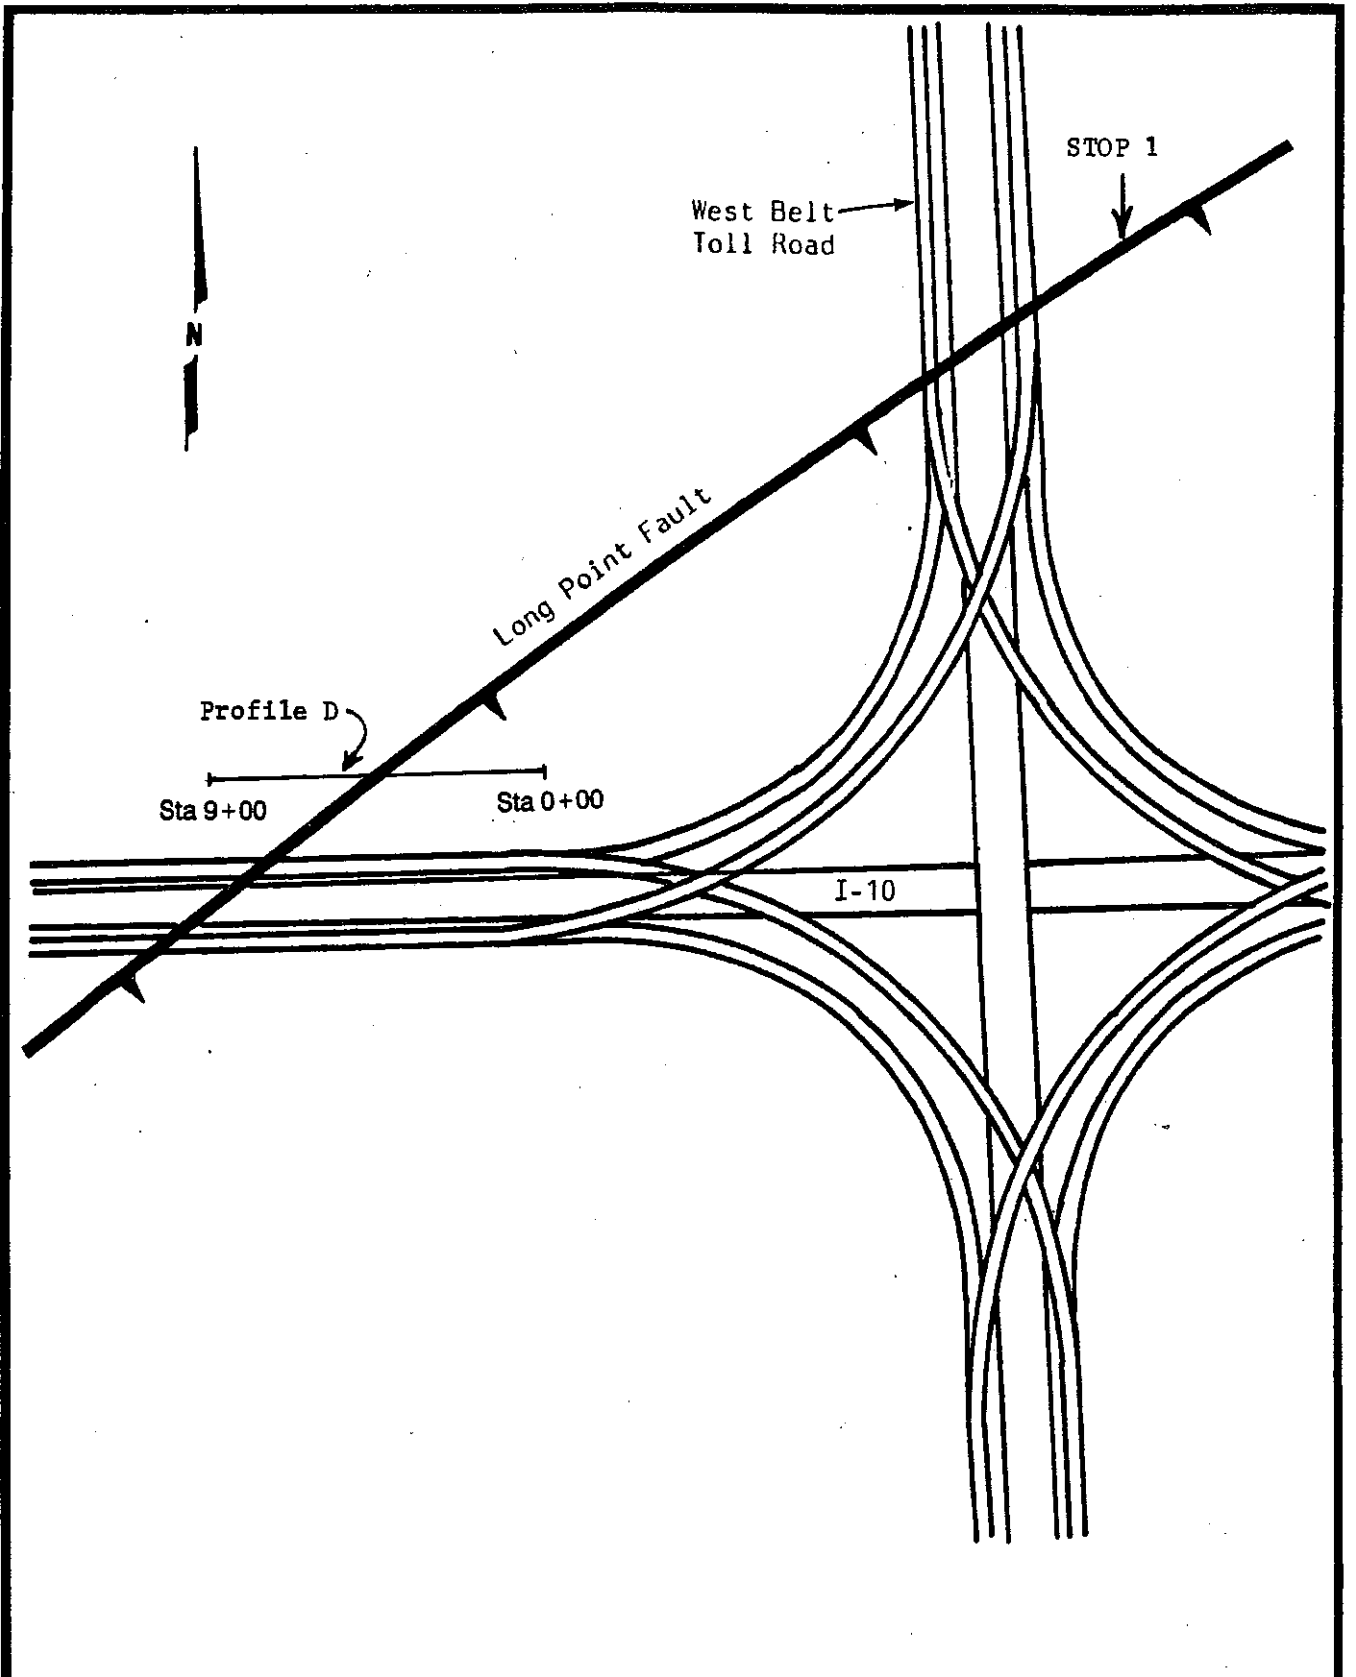 STOP 1
West Belt
Toll Road
N
Long Point Fault
Profile D
Sta 9+00
Sta 0+00
I-10